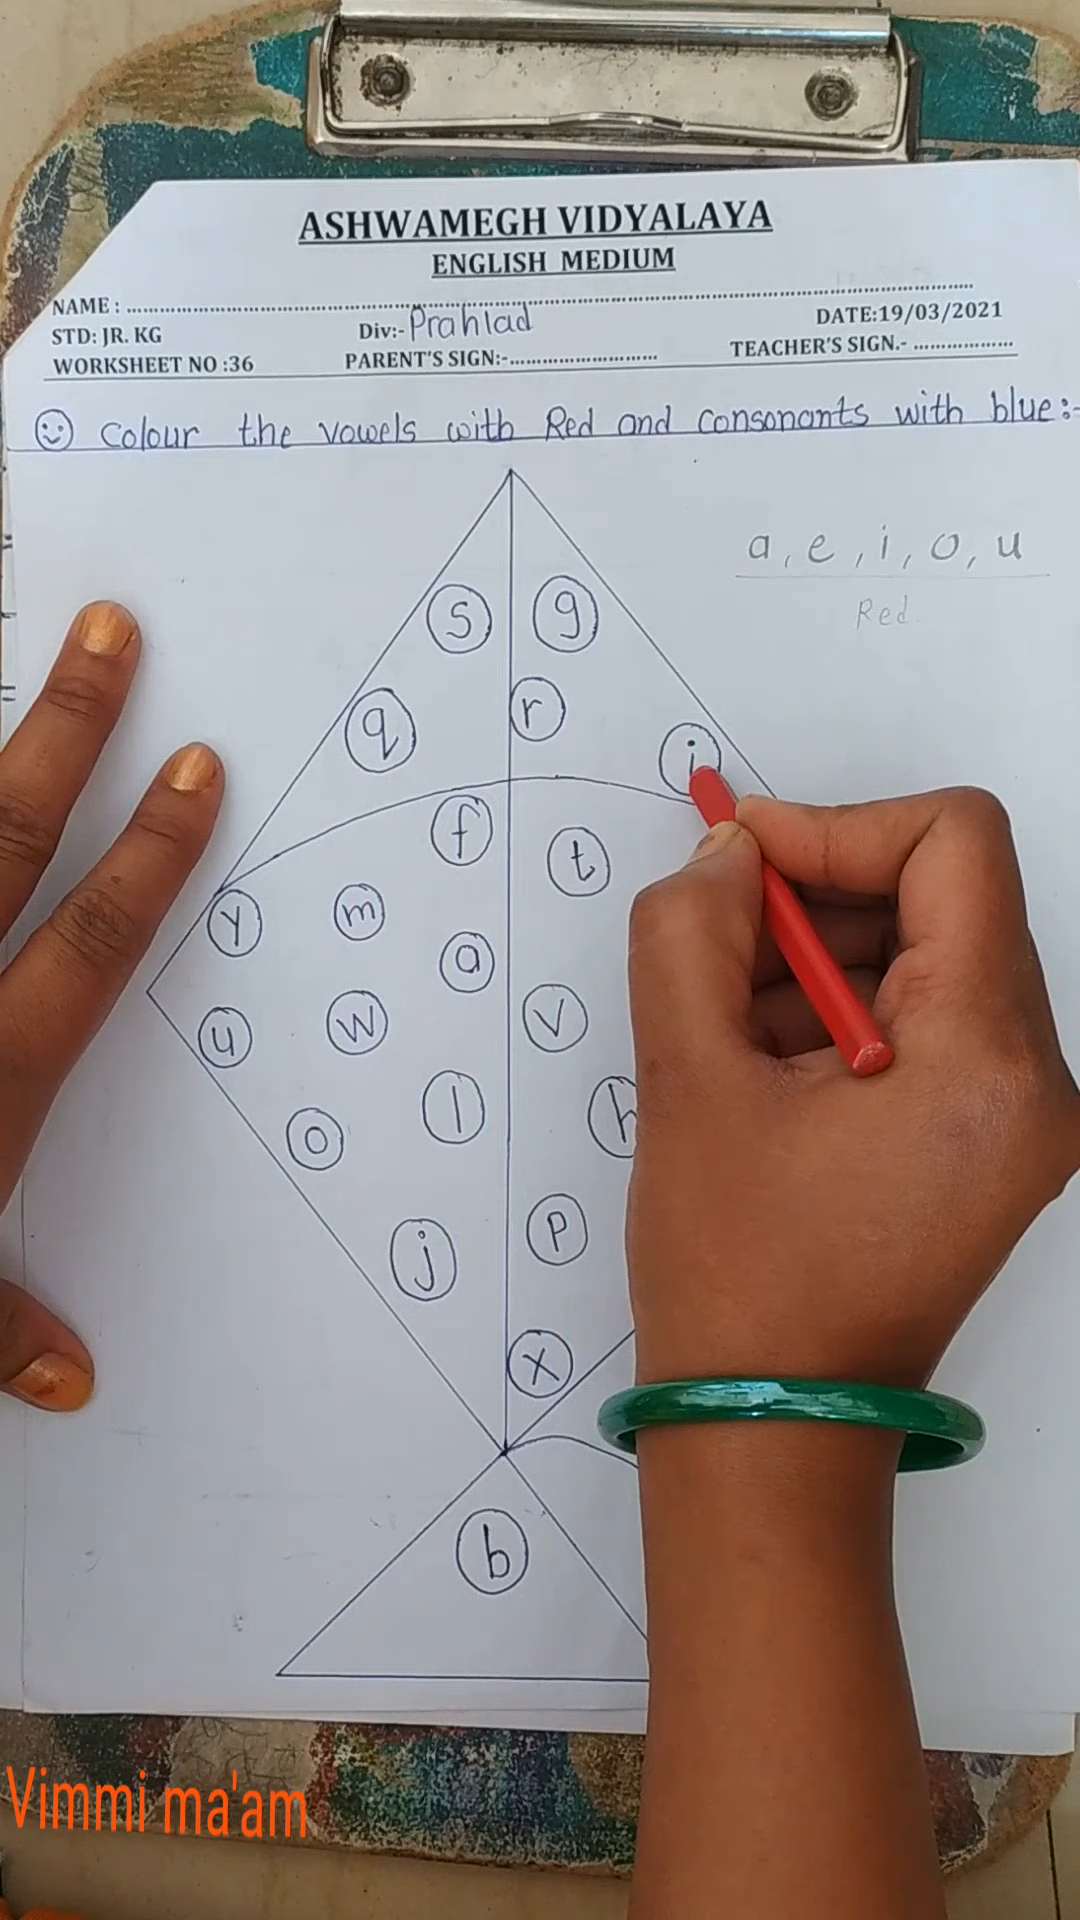 ASHWAMEGH VIDYALAYA
ENGLISH MEDIUM
NAME : ........................................................................
STD: JR. KG Div:- Prahlad DATE:19/03/2021
WORKSHEET NO :36 PARENT'S SIGN:-........................... TEACHER'S SIGN.- ..................
Colour the vowels with Red and consonants with blue:-
a, e, i, o, u
Red.
s g
q r i
f t
y m a
u w v
o l h
j p
x
b
Vimmi ma'am